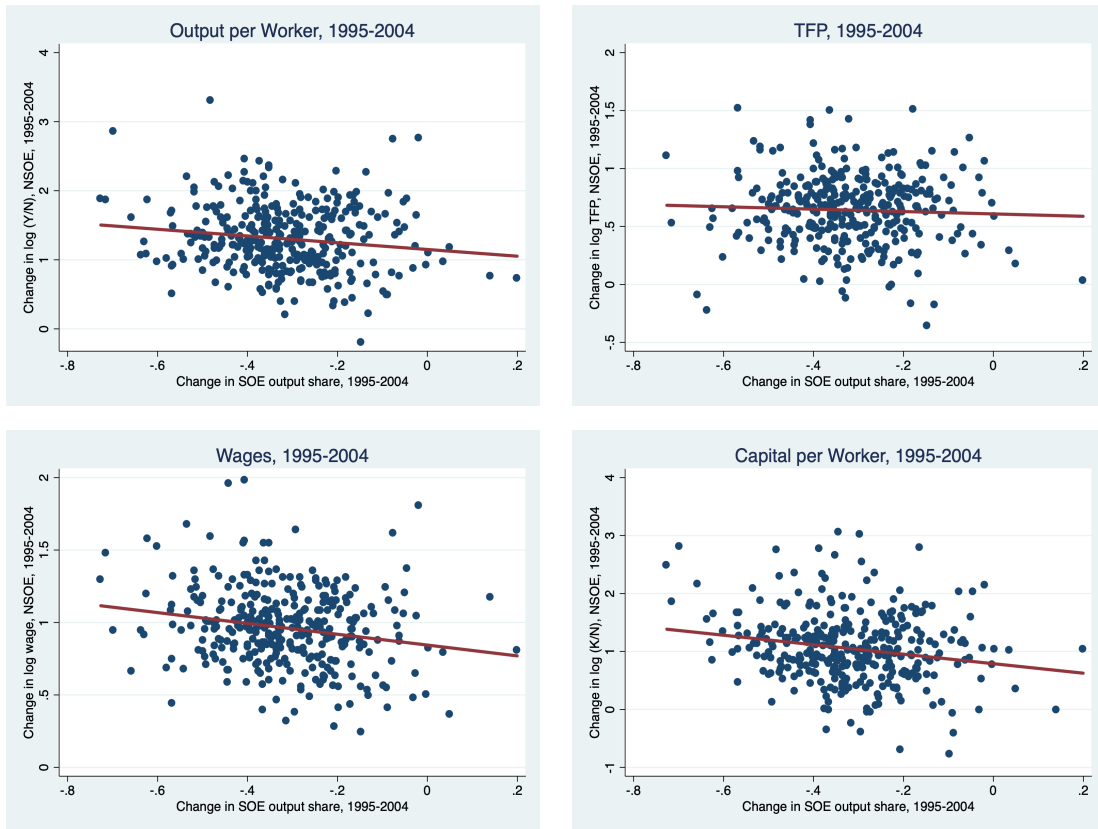 Output per Worker, 1995-2004
Change in log (Y/N), NSOE, 1995-2004
4
3
2
1
0
-.8 -.6 -.4 -.2 0 .2
Change in SOE output share, 1995-2004
TFP, 1995-2004
Change in log TFP, NSOE, 1995-2004
2
1.5
1
.5
0
-.5
-.8 -.6 -.4 -.2 0 .2
Change in SOE output share, 1995-2004
Wages, 1995-2004
Change in log wage, NSOE, 1995-2004
2
1.5
1
.5
0
-.8 -.6 -.4 -.2 0 .2
Change in SOE output share, 1995-2004
Capital per Worker, 1995-2004
Change in log (K/N), NSOE, 1995-2004
4
3
2
1
0
-1
-.8 -.6 -.4 -.2 0 .2
Change in SOE output share, 1995-2004